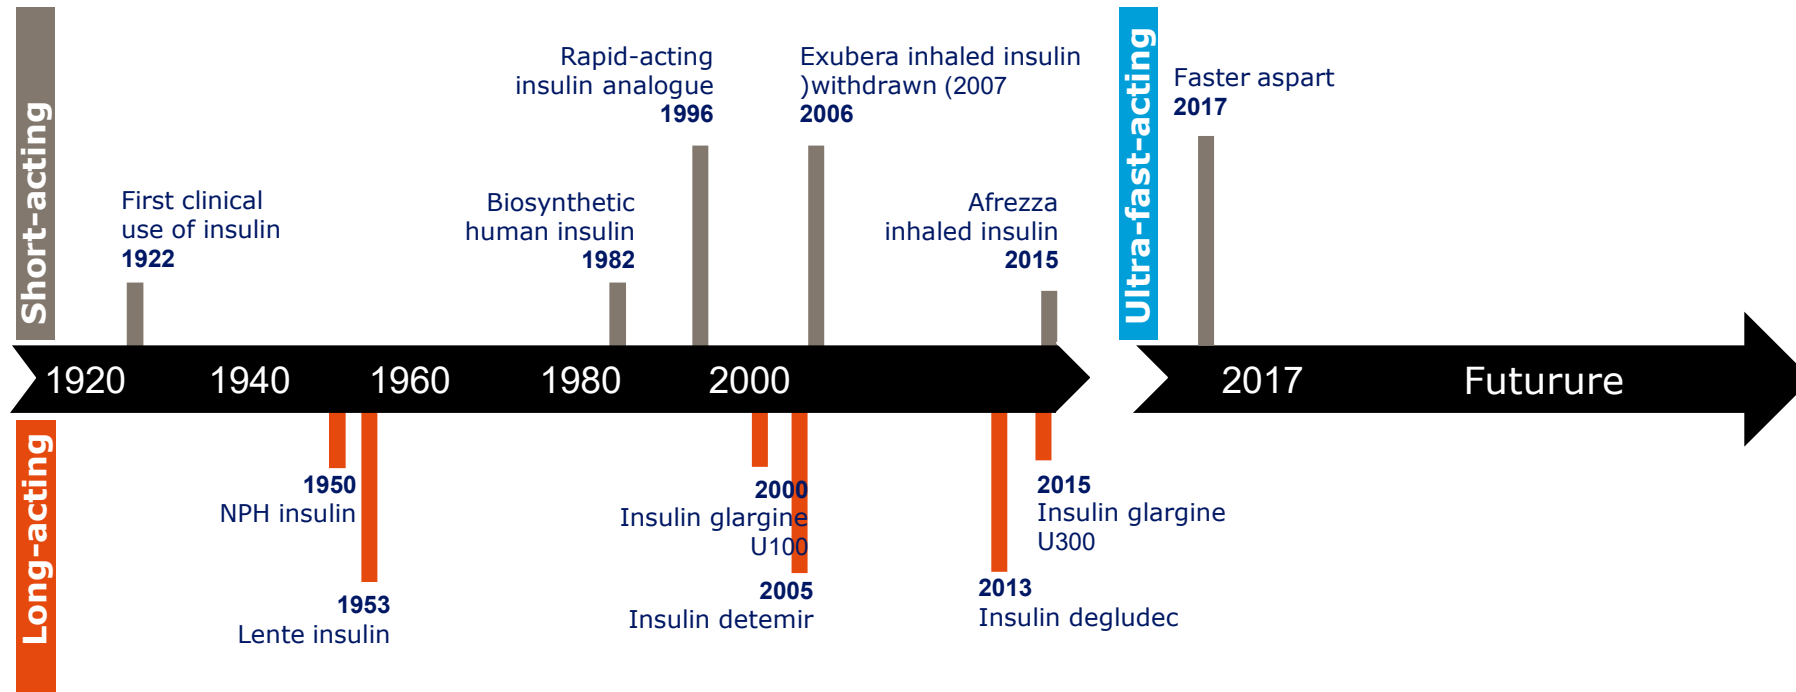 Short-acting
First clinical
use of insulin
1922
Biosynthetic
human insulin
1982
Rapid-acting
insulin analogue
1996
Exubera inhaled insulin
)withdrawn (2007
2006
Afrezza
inhaled insulin
2015
Ultra-fast-acting
Faster aspart
2017
1920 1940 1960 1980 2000 2017 Futurure
Long-acting
1950
NPH insulin
1953
Lente insulin
2000
Insulin glargine
U100
2005
Insulin detemir
2013
Insulin degludec
2015
Insulin glargine
U300